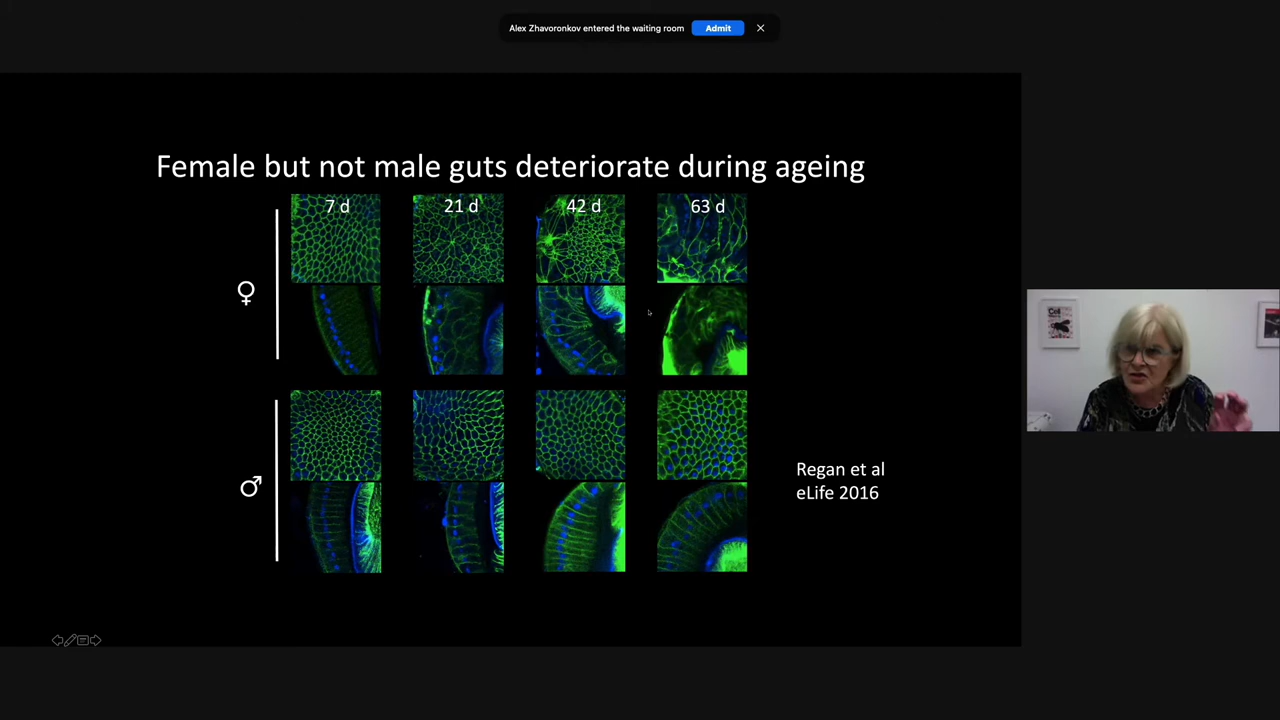 Alex Zhavoronkov entered the waiting room Admit
Female but not male guts deteriorate during ageing
7 d 21 d 42 d 63 d
♀
♂
Regan et al
eLife 2016
Cell